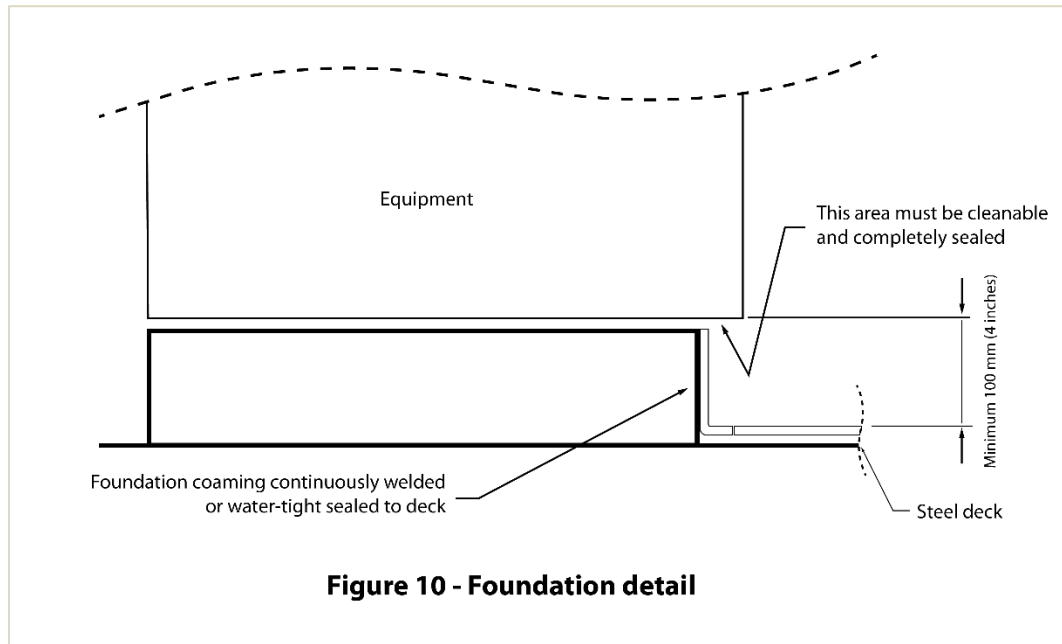 Equipment
This area must be cleanable
and completely sealed
Minimum 100 mm (4 inches)
Foundation coaming continuously welded
or water-tight sealed to deck
Steel deck
Figure 10 - Foundation detail